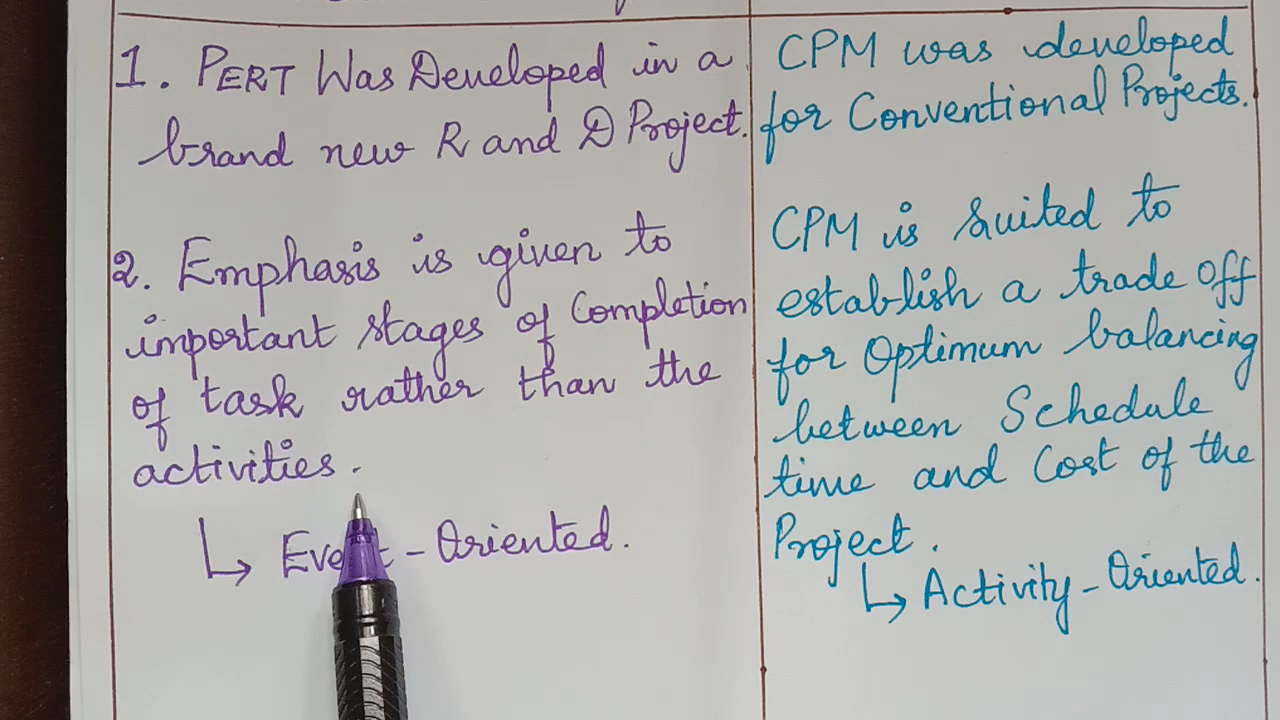 1. PERT Was Developed in a
brand new R and D Project.
2. Emphasis is given to
important stages of Completion
of task rather than the
activities.
↳ Event-Oriented.
CPM was developed
for Conventional Projects.
CPM is suited to
establish a trade off
for Optimum balancing
between Schedule
time and Cost of the
Project.
↳ Activity-Oriented.